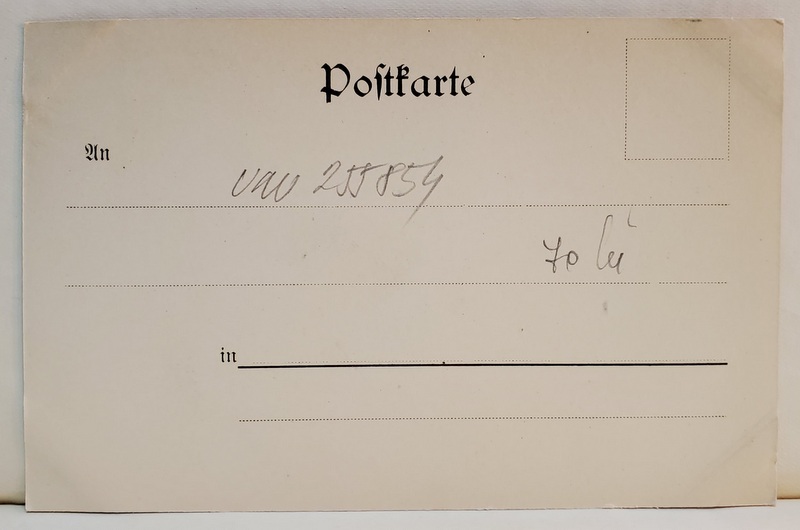 Postkarte
An
vav 255854
70 lei
in